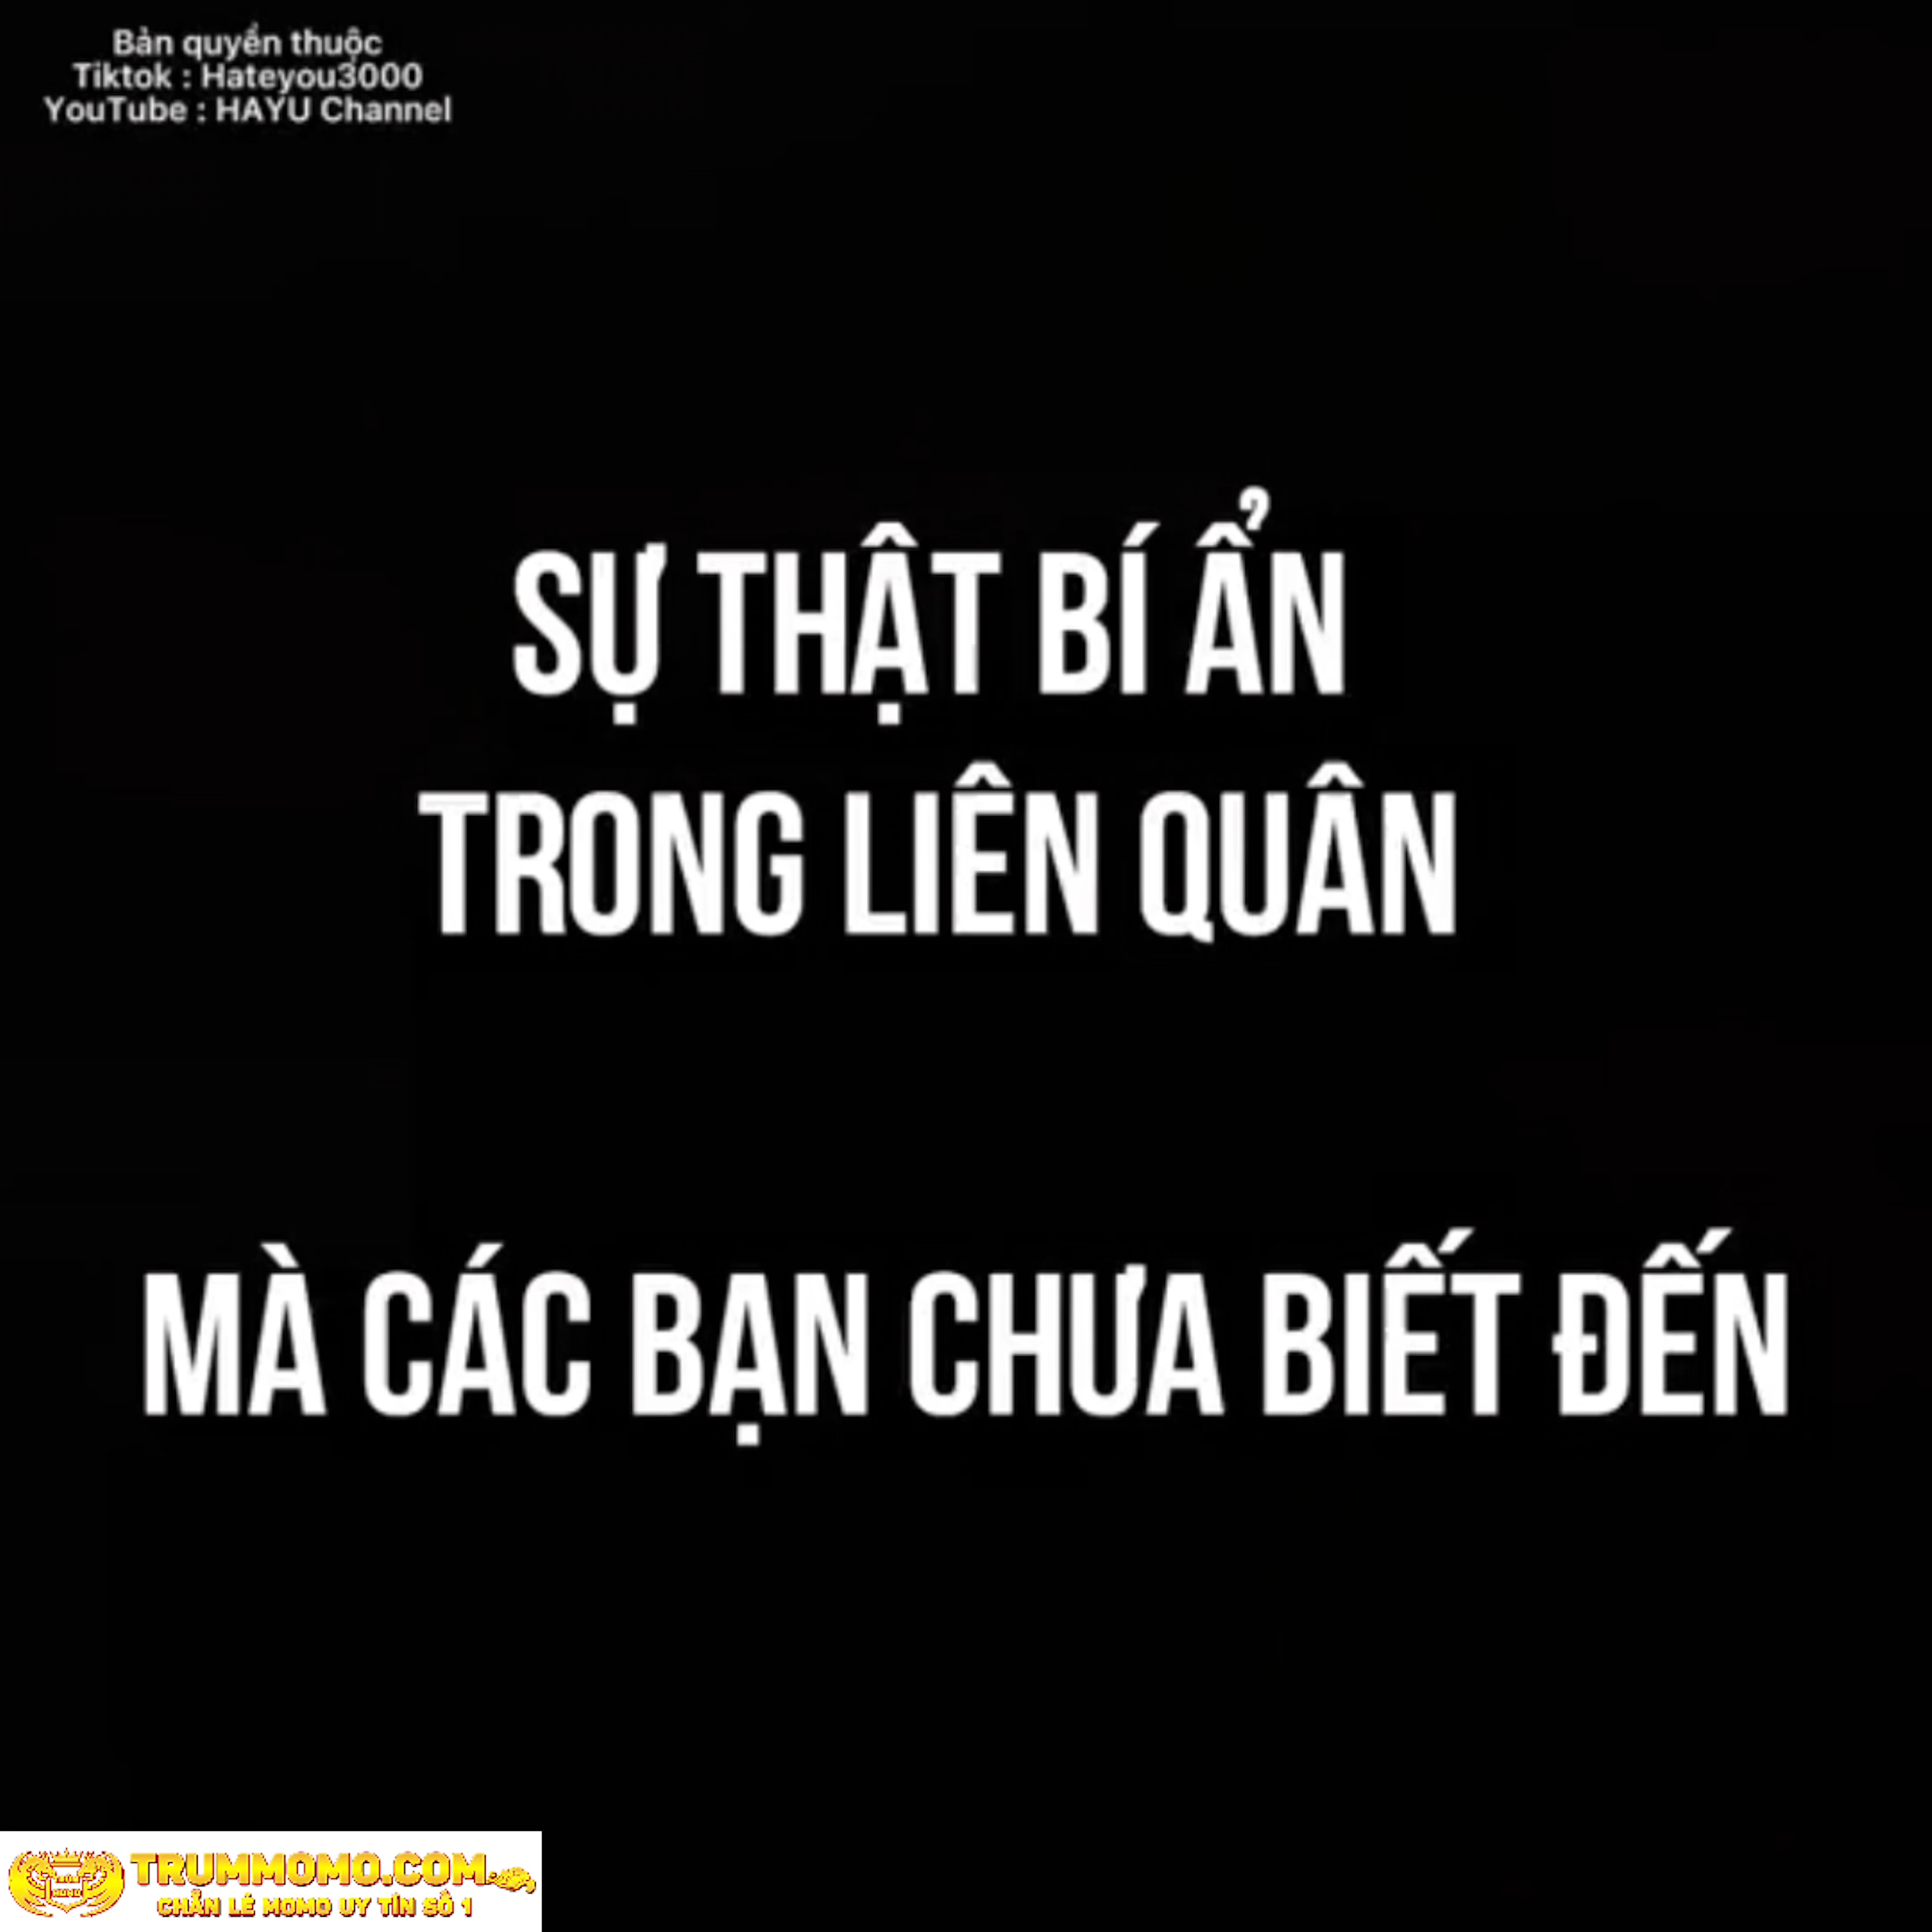 Bản quyền thuộc
Tiktok : Hateyou3000
YouTube : HAYU Channel
SỰ THẬT BÍ ẨN
TRONG LIÊN QUÂN
MÀ CÁC BẠN CHƯA BIẾT ĐẾN
TRUMMOMO.COM
CHẴN LẺ MOMO UY TÍN SỐ 1